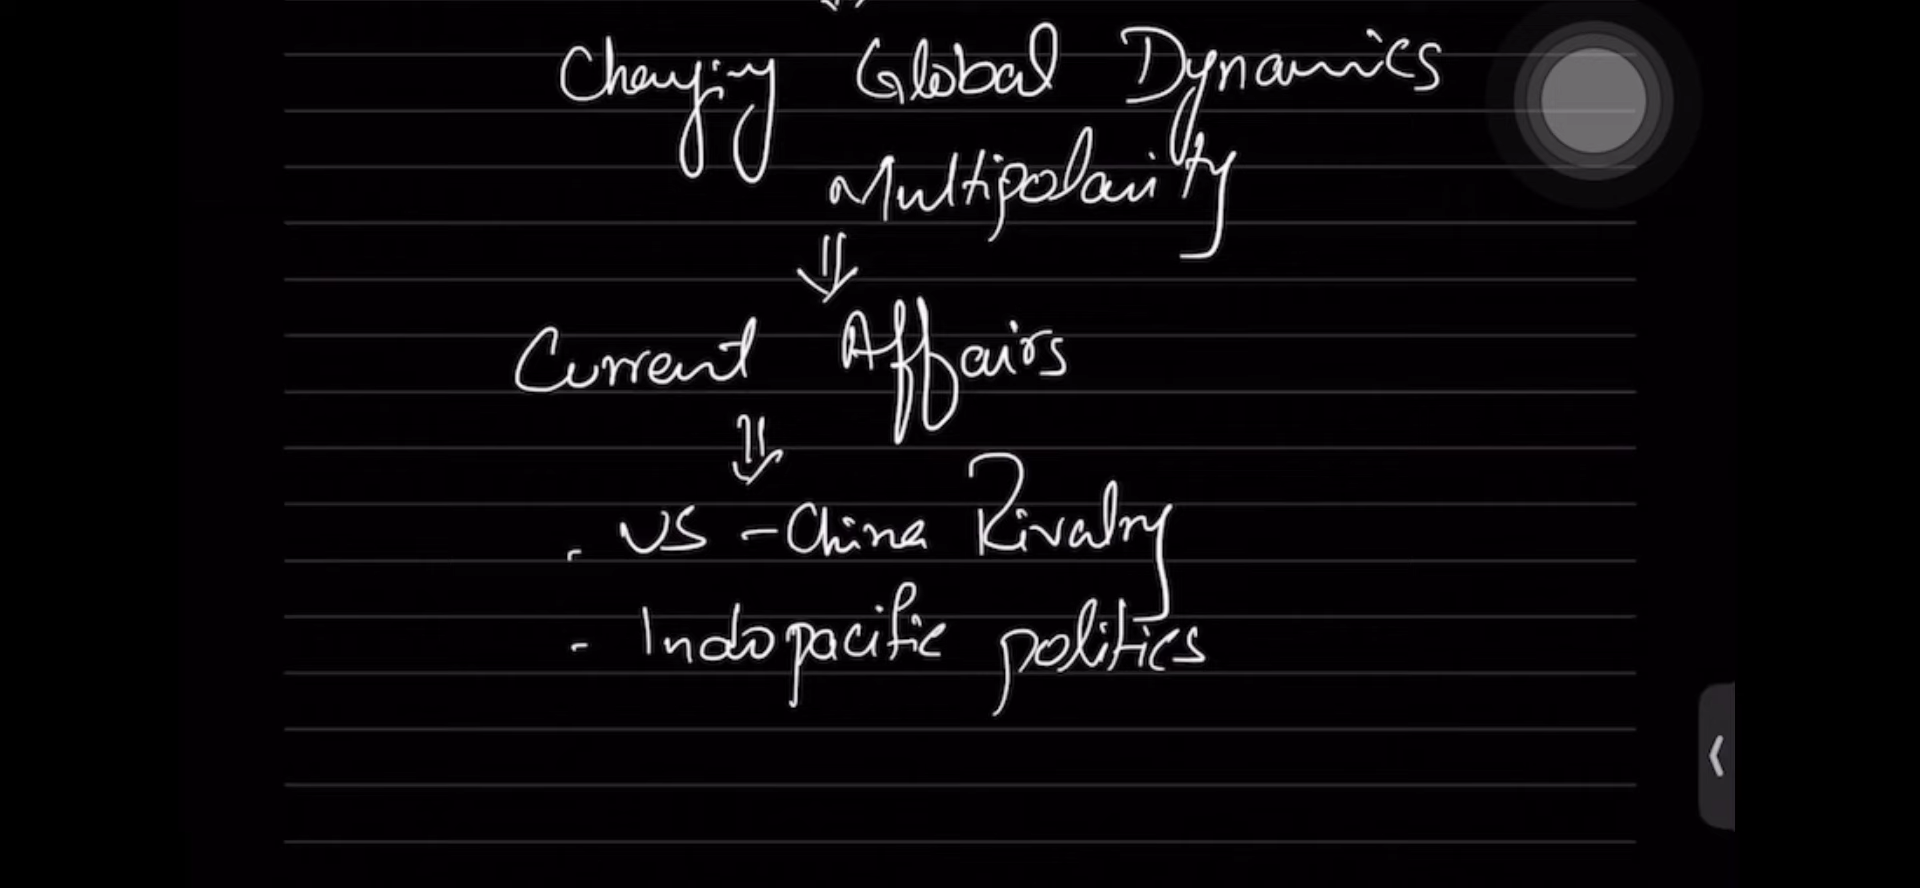 Changing Global Dynamics
Multipolarity
⇓
Current Affairs
⇓
. US - China Rivalry
- Indopacific politics